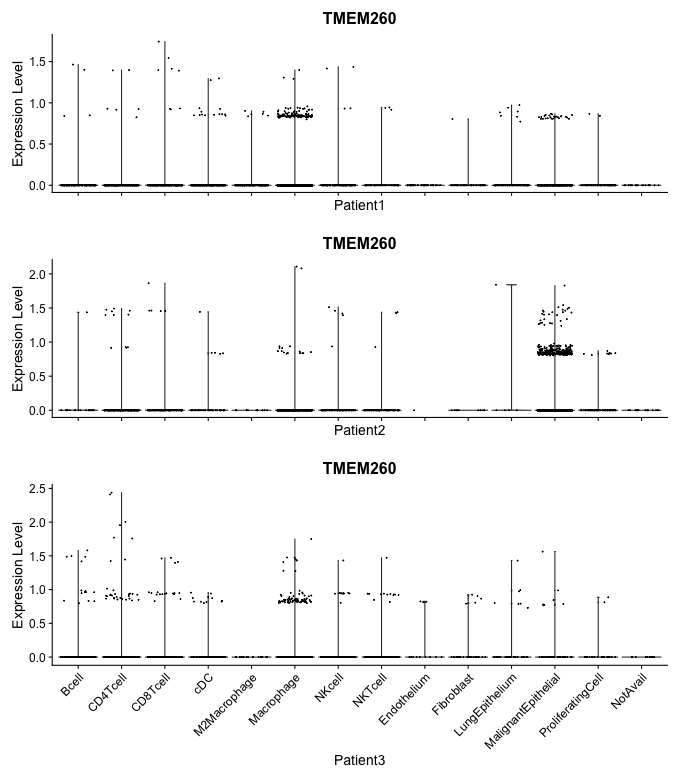 TMEM260
Expression Level
1.5
1.0
0.5
0.0
Patient1
TMEM260
Expression Level
2.0
1.5
1.0
0.5
0.0
Patient2
TMEM260
Expression Level
2.5
2.0
1.5
1.0
0.5
0.0
Bcell
CD4Tcell
CD8Tcell
cDC
M2Macrophage
Macrophage
NKcell
NKTcell
Endothelium
Fibroblast
LungEpithelium
MalignantEpithelial
ProliferatingCell
NotAvail
Patient3